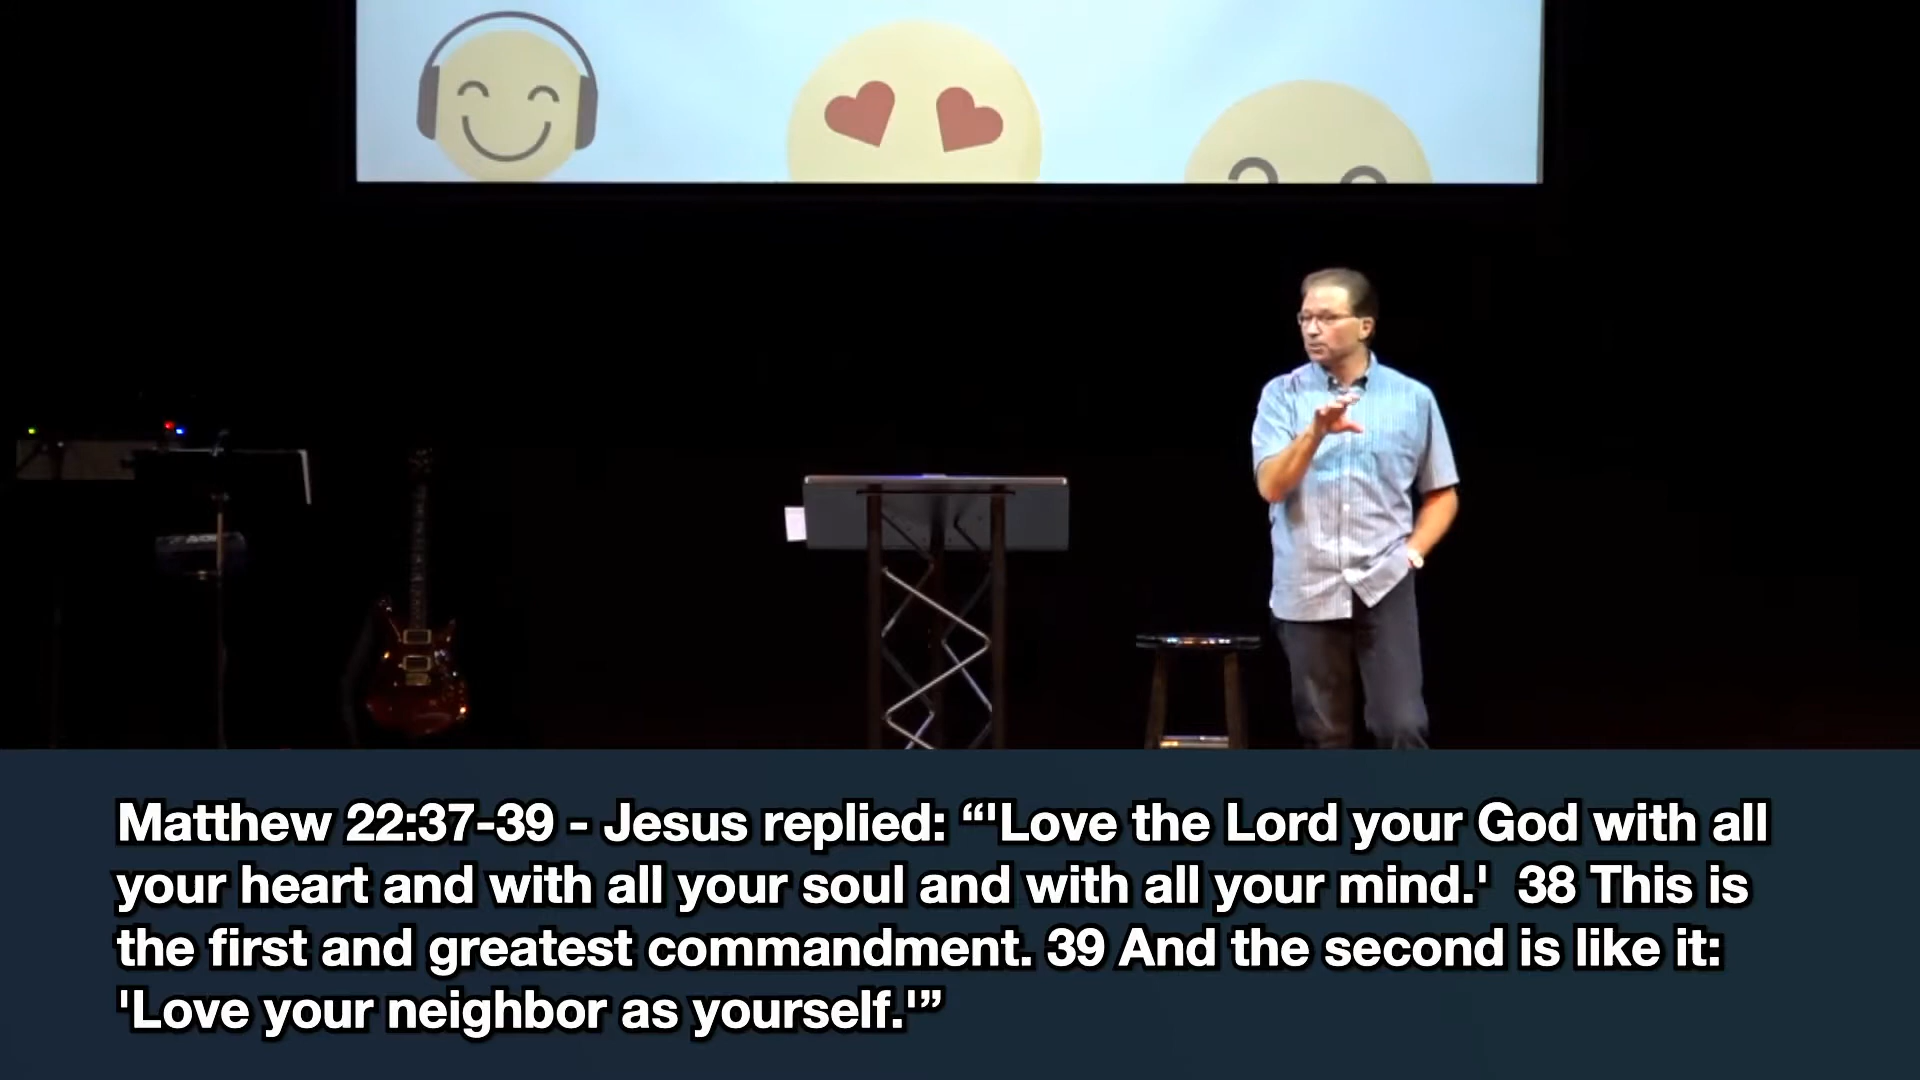 Matthew 22:37-39 - Jesus replied: “'Love the Lord your God with all
your heart and with all your soul and with all your mind.'  38 This is
the first and greatest commandment. 39 And the second is like it:
'Love your neighbor as yourself.'”